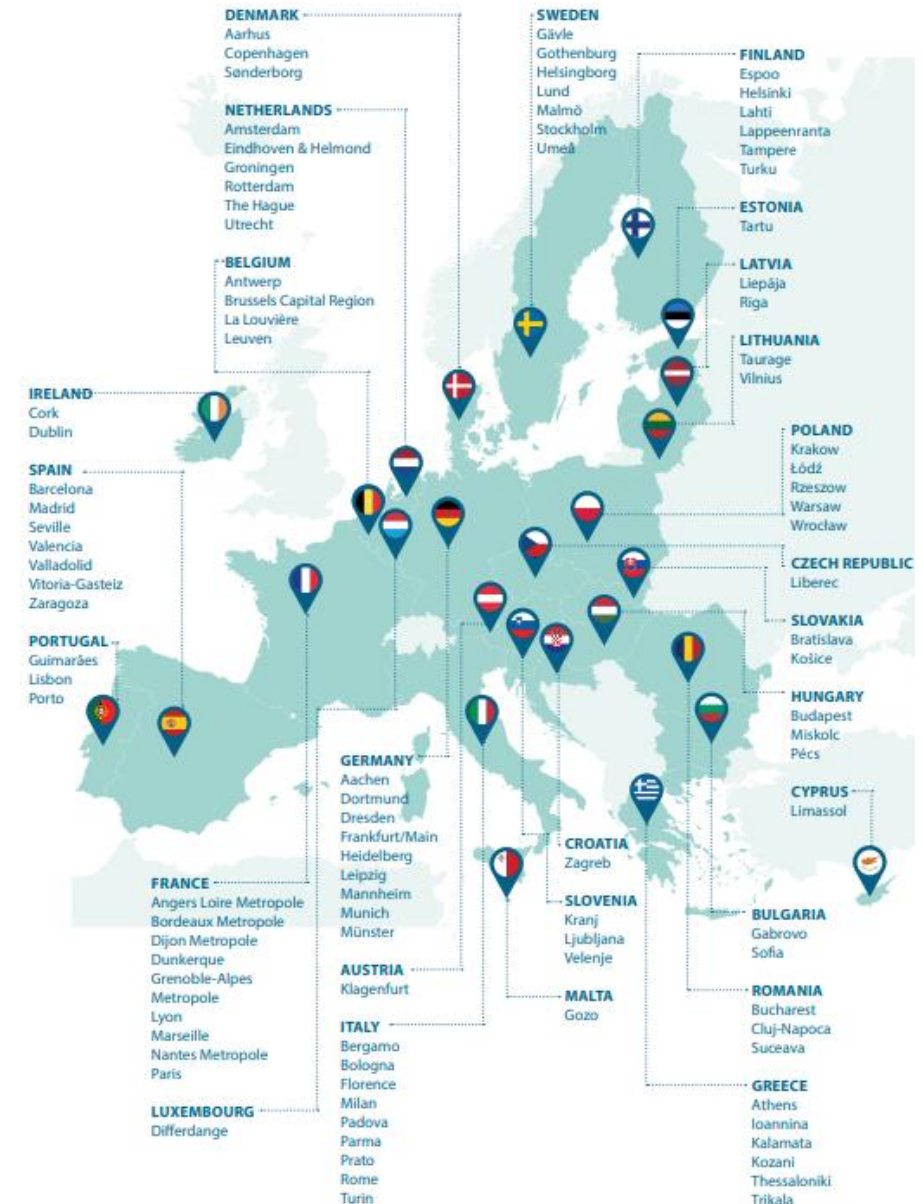 DENMARK
Aarhus
Copenhagen
Sønderborg
NETHERLANDS
Amsterdam
Eindhoven & Helmond
Groningen
Rotterdam
The Hague
Utrecht
BELGIUM
Antwerp
Brussels Capital Region
La Louvière
Leuven
IRELAND
Cork
Dublin
SPAIN
Barcelona
Madrid
Seville
Valencia
Valladolid
Vitoria-Gasteiz
Zaragoza
PORTUGAL
Guimarães
Lisbon
Porto
SWEDEN
Gävle
Gothenburg
Helsingborg
Lund
Malmö
Stockholm
Umeå
FINLAND
Espoo
Helsinki
Lahti
Lappeenranta
Tampere
Turku
ESTONIA
Tartu
LATVIA
Liepāja
Riga
LITHUANIA
Taurage
Vilnius
POLAND
Krakow
Łódź
Rzeszow
Warsaw
Wrocław
CZECH REPUBLIC
Liberec
SLOVAKIA
Bratislava
Košice
HUNGARY
Budapest
Miskolc
Pécs
CYPRUS
Limassol
FRANCE
Angers Loire Metropole
Bordeaux Metropole
Dijon Metropole
Dunkerque
Grenoble-Alpes
Metropole
Lyon
Marseille
Nantes Metropole
Paris
LUXEMBOURG
Differdange
GERMANY
Aachen
Dortmund
Dresden
Frankfurt/Main
Heidelberg
Leipzig
Mannheim
Munich
Münster
AUSTRIA
Klagenfurt
ITALY
Bergamo
Bologna
Florence
Milan
Padova
Parma
Prato
Rome
Turin
CROATIA
Zagreb
SLOVENIA
Kranj
Ljubljana
Velenje
MALTA
Gozo
BULGARIA
Gabrovo
Sofia
ROMANIA
Bucharest
Cluj-Napoca
Suceava
GREECE
Athens
Ioannina
Kalamata
Kozani
Thessaloniki
Trikala